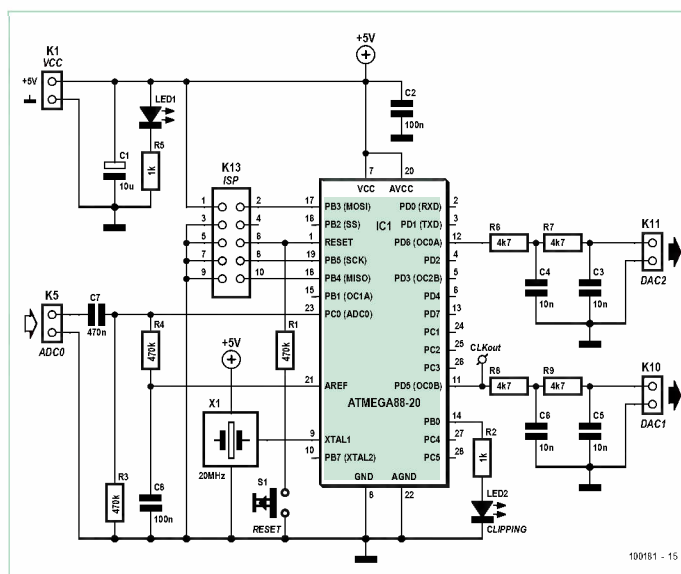 +5V
K1
VCC
+5V
LED1
C2
100n
C1
10u
R5
1k
K13
ISP
7
20
VCC
AVCC
1
2
3
4
5
6
7
8
9
10
17
PB3 (MOSI)
PD0 (RXD)
2
18
PB2 (SS)
IC1
PD1 (TXD)
3
1
RESET
PD6 (OC0A)
12
19
PB5 (SCK)
PD2
4
18
PB4 (MISO)
PD3 (OC2B)
5
15
PB1 (OC1A)
PD4
6
23
PC0 (ADC0)
PD7
13
PC1
24
PC2
25
PC3
26
21
AREF
PD5 (OC0B)
11
ATMEGA88-20
PB0
14
9
XTAL1
PC4
27
10
PB7 (XTAL2)
PC5
28
GND
AGND
8
22
R6
4k7
R7
4k7
K11
C4
10n
C3
10n
DAC2
CLKout
R8
4k7
R9
4k7
K10
C6
10n
C5
10n
DAC1
K5
C7
470n
ADC0
R4
470k
R1
470k
+5V
X1
20MHz
R3
470k
C6
100n
S1
RESET
R2
1k
LED2
CLIPPING
100181 - 15